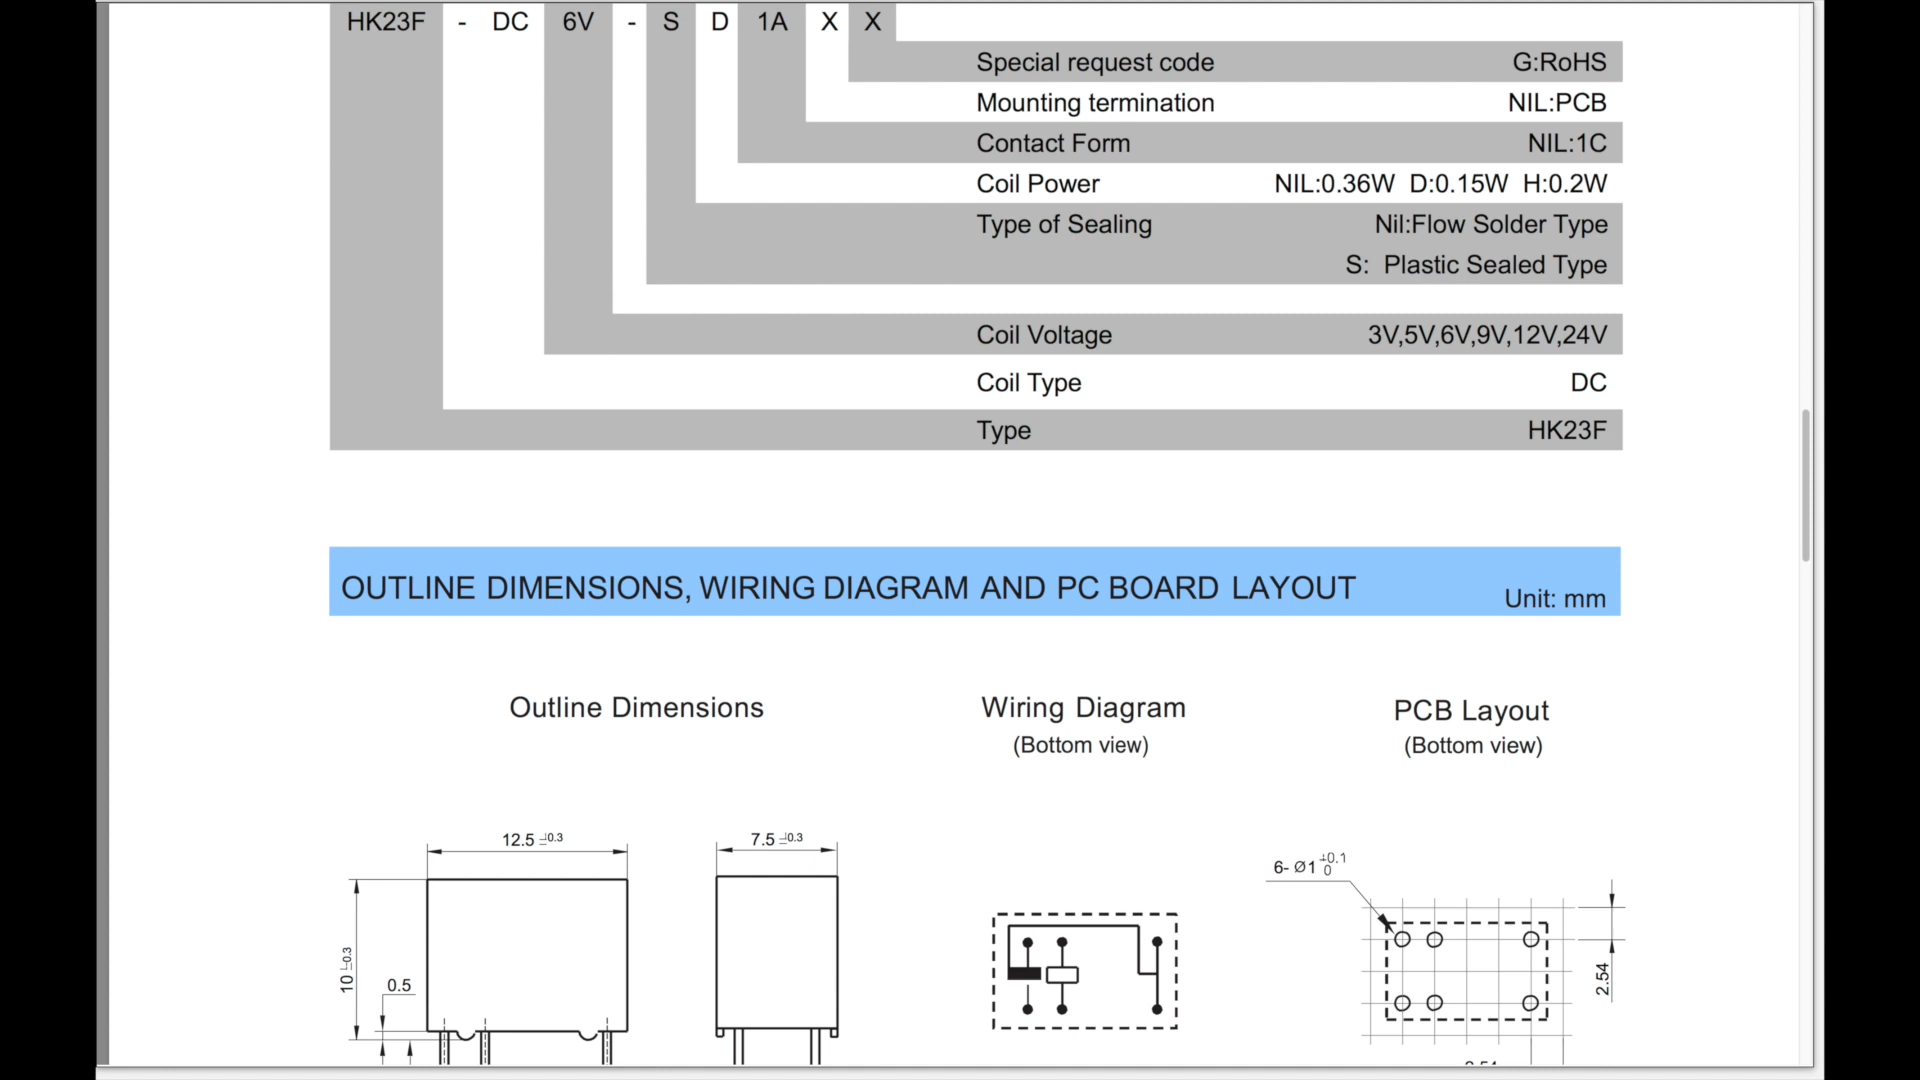 HK23F - DC 6V - S D 1A X X
Special request code G:RoHS
Mounting termination NIL:PCB
Contact Form NIL:1C
Coil Power NIL:0.36W D:0.15W H:0.2W
Type of Sealing Nil:Flow Solder Type
S: Plastic Sealed Type
Coil Voltage 3V,5V,6V,9V,12V,24V
Coil Type DC
Type HK23F
OUTLINE DIMENSIONS, WIRING DIAGRAM AND PC BOARD LAYOUT Unit: mm
Outline Dimensions
Wiring Diagram
(Bottom view)
PCB Layout
(Bottom view)
12.5 ±0.3
7.5 ±0.3
10 ±0.3
0.5
6- Ø1 +0.1
0
2.54